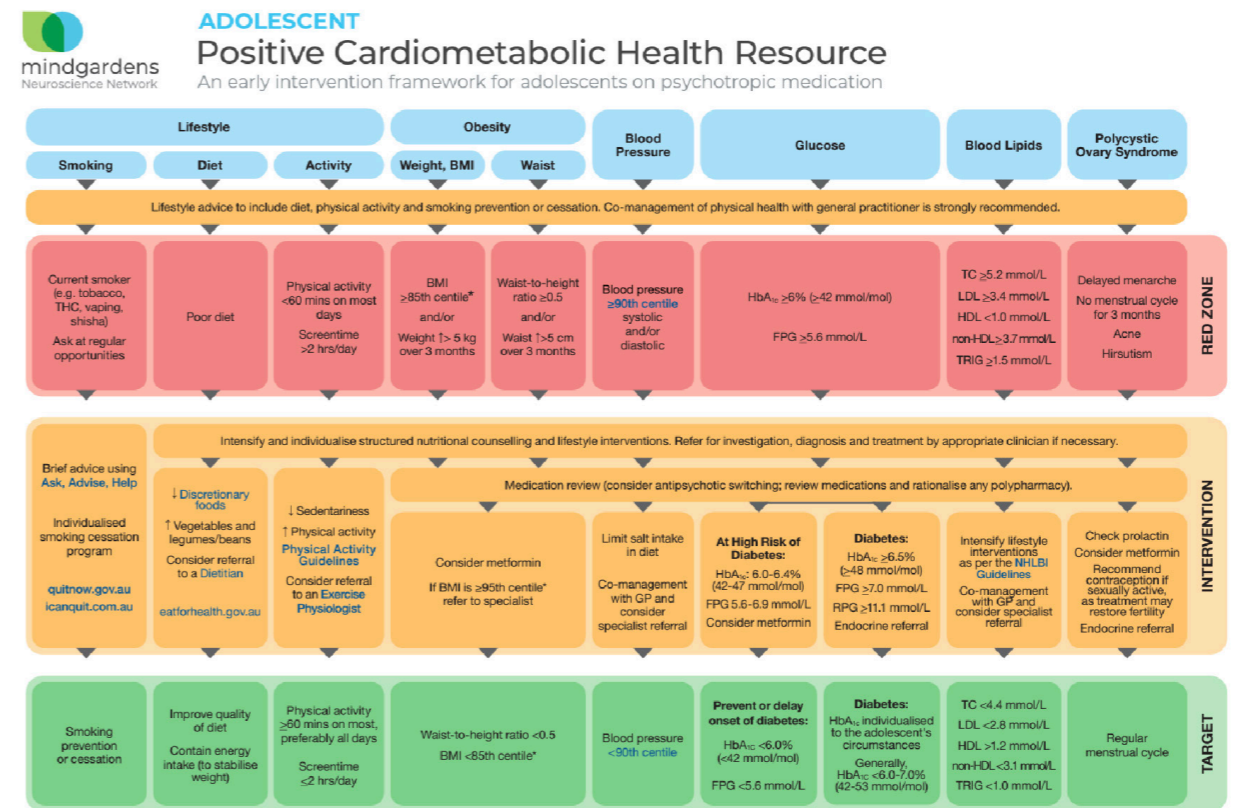 mindgardens
Neuroscience Network
ADOLESCENT
Positive Cardiometabolic Health Resource
An early intervention framework for adolescents on psychotropic medication
Lifestyle
Obesity
Blood
Pressure
Glucose
Blood Lipids
Polycystic
Ovary Syndrome
Smoking
Diet
Activity
Weight, BMI
Waist
Lifestyle advice to include diet, physical activity and smoking prevention or cessation. Co-management of physical health with general practitioner is strongly recommended.
Current smoker
(e.g. tobacco,
THC, vaping,
shisha)
Ask at regular
opportunities
Poor diet
Physical activity
<60 mins on most
days
Screentime
>2 hrs/day
BMI
≥85th centile*
and/or
Weight ↑> 5 kg
over 3 months
Waist-to-height
ratio ≥0.5
and/or
Waist ↑>5 cm
over 3 months
Blood pressure
≥90th centile
systolic
and/or
diastolic
HbA1c ≥6% (≥42 mmol/mol)
FPG ≥5.6 mmol/L
TC ≥5.2 mmol/L
LDL ≥3.4 mmol/L
HDL <1.0 mmol/L
non-HDL≥3.7mmol/L
TRIG ≥1.5 mmol/L
Delayed menarche
No menstrual cycle
for 3 months
Acne
Hirsutism
RED ZONE
Intensify and individualise structured nutritional counselling and lifestyle interventions. Refer for investigation, diagnosis and treatment by appropriate clinician if necessary.
Medication review (consider antipsychotic switching; review medications and rationalise any polypharmacy).
Brief advice using
Ask, Advise, Help
Individualised
smoking cessation
program
quitnow.gov.au
icanquit.com.au
↓ Discretionary
foods
↑ Vegetables and
legumes/beans
Consider referral
to a Dietitian
eatforhealth.gov.au
↓ Sedentariness
↑ Physical activity
Physical Activity
Guidelines
Consider referral
to an Exercise
Physiologist
Consider metformin
If BMI is ≥95th centile*
refer to specialist
Limit salt intake
in diet
Co-management
with GP and
consider
specialist referral
At High Risk of
Diabetes:
HbA1c: 6.0-6.4%
(42-47 mmol/mol)
FPG 5.6-6.9 mmol/L
Consider metformin
Diabetes:
HbA1c ≥6.5%
(≥48 mmol/mol)
FPG ≥7.0 mmol/L
RPG ≥11.1 mmol/L
Endocrine referral
Intensify lifestyle
interventions
as per the NHLBI
Guidelines
Co-management
with GP and
consider specialist
referral
Check prolactin
Consider metformin
Recommend
contraception if
sexually active,
as treatment may
restore fertility
Endocrine referral
INTERVENTION
Smoking
prevention
or cessation
Improve quality
of diet
Contain energy
intake (to stabilise
weight)
Physical activity
≥60 mins on most,
preferably all days
Screentime
≤2 hrs/day
Waist-to-height ratio <0.5
BMI <85th centile*
Blood pressure
<90th centile
Prevent or delay
onset of diabetes:
HbA1c <6.0%
(<42 mmol/mol)
FPG <5.6 mmol/L
Diabetes:
HbA1c individualised
to the adolescent's
circumstances
Generally,
HbA1c <6.0-7.0%
(42-53 mmol/mol)
TC <4.4 mmol/L
LDL <2.8 mmol/L
HDL >1.2 mmol/L
non-HDL<3.1mmol/L
TRIG <1.0 mmol/L
Regular
menstrual cycle
TARGET